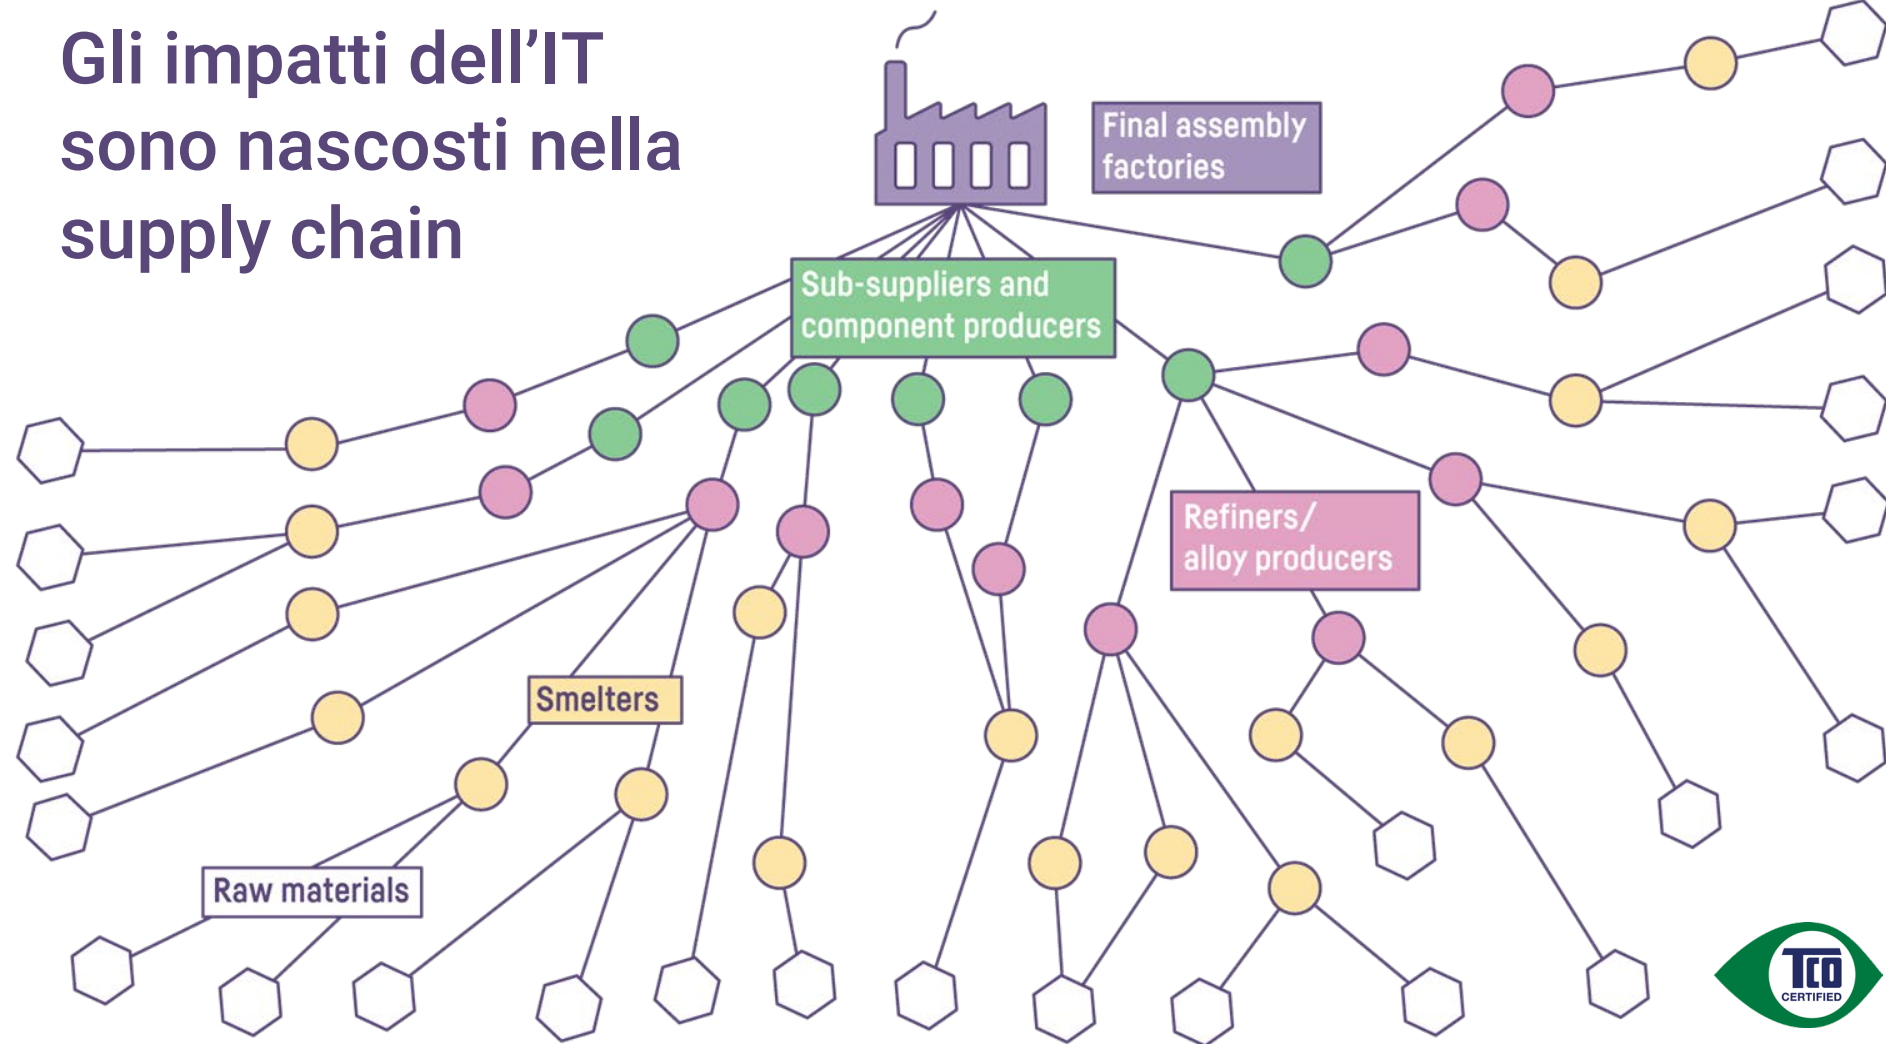 Gli impatti dell’IT
sono nascosti nella
supply chain
Final assembly
factories
Sub-suppliers and
component producers
Refiners/
alloy producers
Smelters
Raw materials
TCO
CERTIFIED